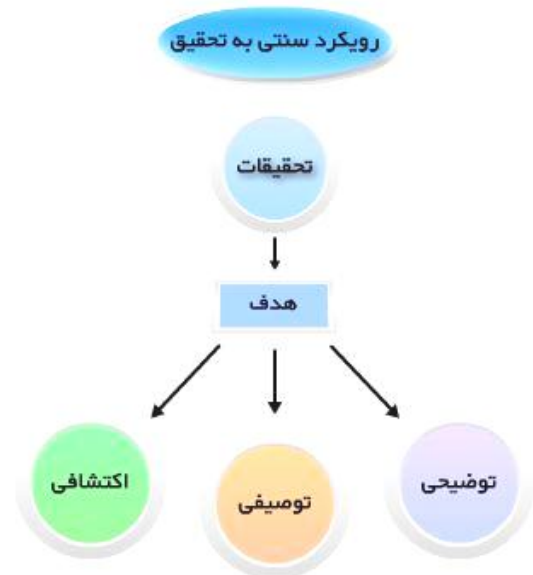 رویکرد سنتی به تحقیق
تحقیقات
هدف
توضیحی
توصیفی
اکتشافی